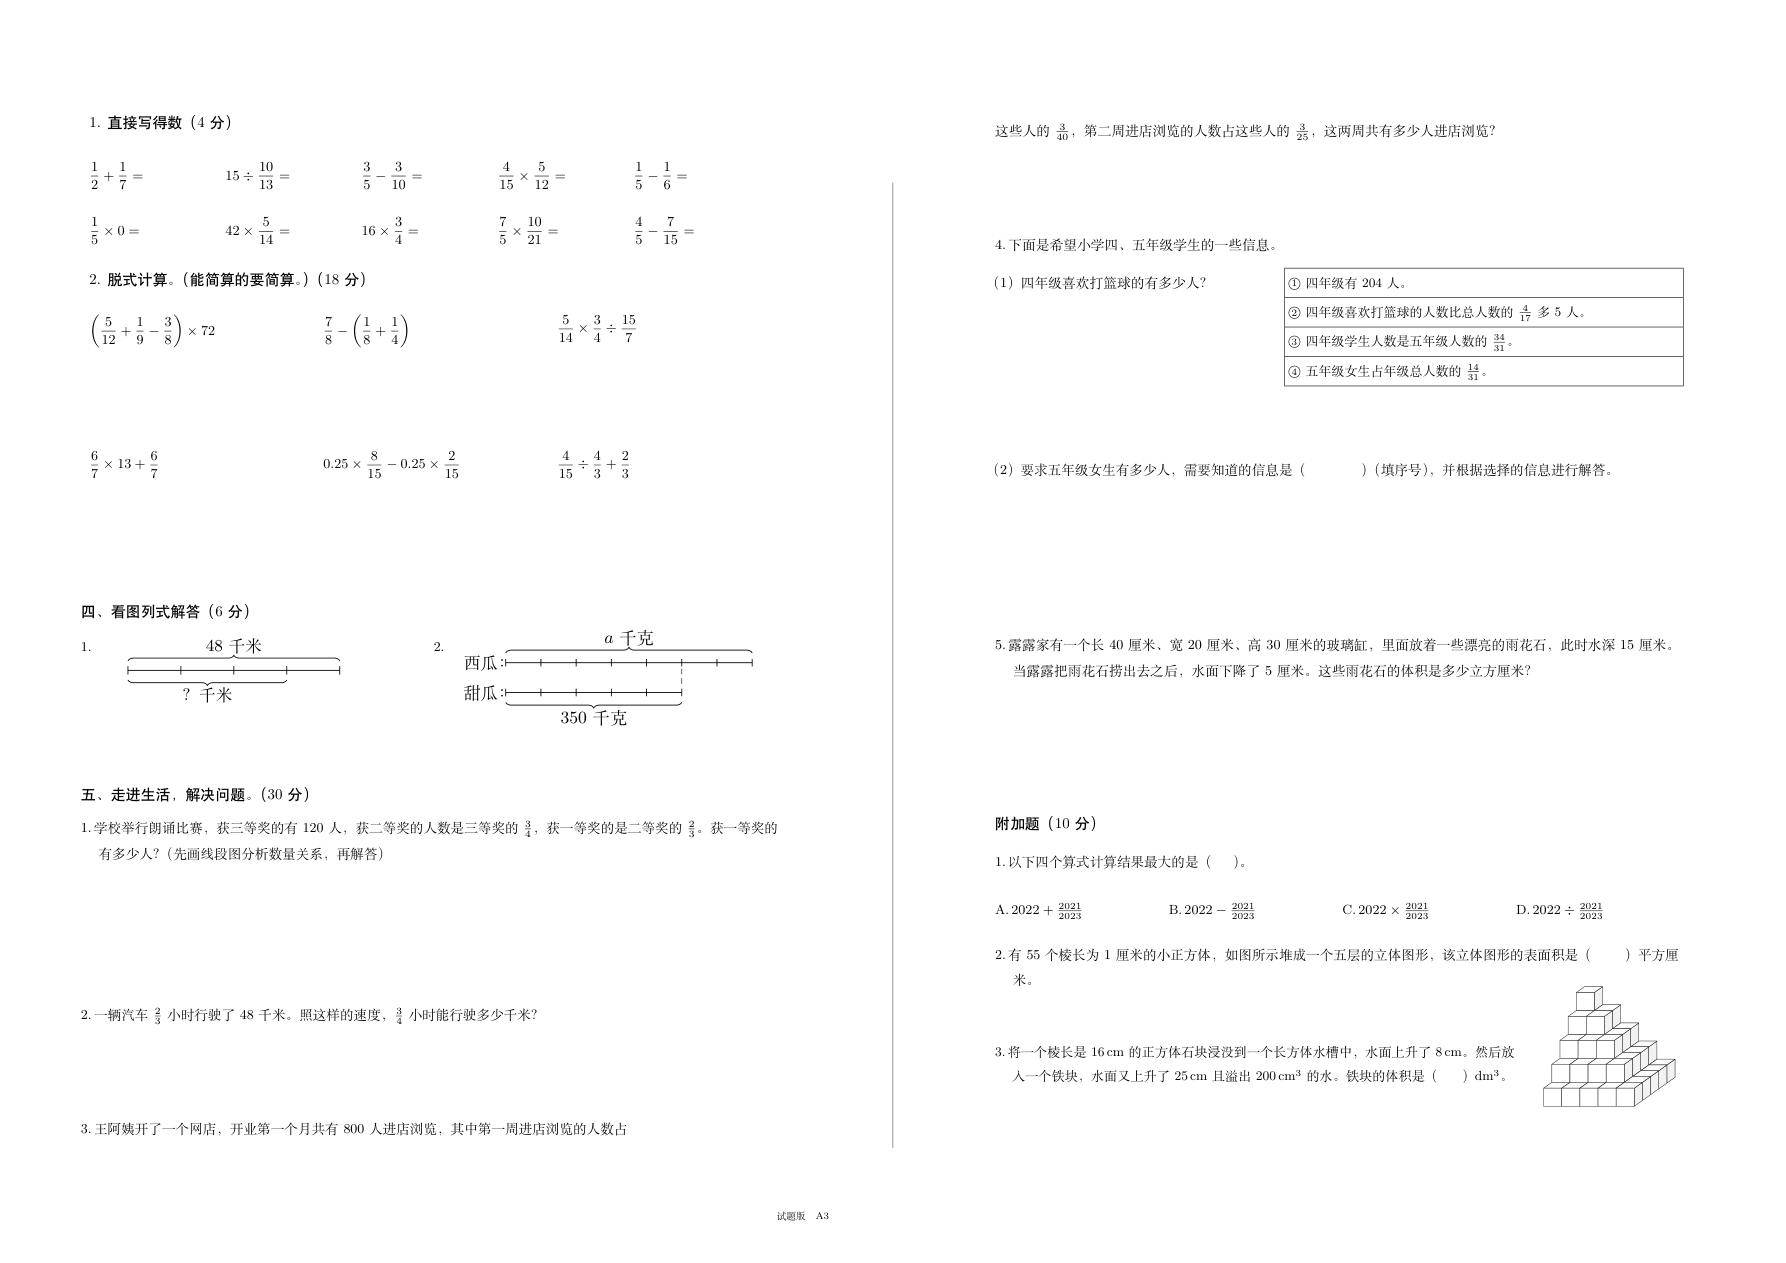 1. 直接写得数（4 分）
1/2 + 1/7 = 15 ÷ 10/13 = 3/5 − 3/10 = 4/15 × 5/12 = 1/5 − 1/6 =
1/5 × 0 = 42 × 5/14 = 16 × 3/4 = 7/5 × 10/21 = 4/5 − 7/15 =
2. 脱式计算。（能简算的要简算。）（18 分）
(5/12 + 1/9 − 3/8) × 72 7/8 − (1/8 + 1/4) 5/14 × 3/4 ÷ 15/7
6/7 × 13 + 6/7 0.25 × 8/15 − 0.25 × 2/15 4/15 ÷ 4/3 + 2/3
四、看图列式解答（6 分）
1.
48 千米
? 千米
2.
a 千克
西瓜:
甜瓜:
350 千克
五、走进生活，解决问题。（30 分）
1. 学校举行朗诵比赛，获三等奖的有 120 人，获二等奖的人数是三等奖的 3/4，获一等奖的是二等奖的 2/3。获一等奖的
有多少人？（先画线段图分析数量关系，再解答）
2. 一辆汽车 2/3 小时行驶了 48 千米。照这样的速度，3/4 小时能行驶多少千米？
3. 王阿姨开了一个网店，开业第一个月共有 800 人进店浏览，其中第一周进店浏览的人数占
试题版 A3
这些人的 3/40，第二周进店浏览的人数占这些人的 3/25，这两周共有多少人进店浏览？
4. 下面是希望小学四、五年级学生的一些信息。
（1）四年级喜欢打篮球的有多少人？
① 四年级有 204 人。
② 四年级喜欢打篮球的人数比总人数的 4/17 多 5 人。
③ 四年级学生人数是五年级人数的 34/31。
④ 五年级女生占年级总人数的 14/31。
（2）要求五年级女生有多少人，需要知道的信息是（ ）（填序号），并根据选择的信息进行解答。
5. 露露家有一个长 40 厘米、宽 20 厘米、高 30 厘米的玻璃缸，里面放着一些漂亮的雨花石，此时水深 15 厘米。
当露露把雨花石捞出去之后，水面下降了 5 厘米。这些雨花石的体积是多少立方厘米？
附加题（10 分）
1. 以下四个算式计算结果最大的是（ ）。
A. 2022 + 2021/2023 B. 2022 − 2021/2023 C. 2022 × 2021/2023 D. 2022 ÷ 2021/2023
2. 有 55 个棱长为 1 厘米的小正方体，如图所示堆成一个五层的立体图形，该立体图形的表面积是（ ）平方厘
米。
3. 将一个棱长是 16 cm 的正方体石块浸没到一个长方体水槽中，水面上升了 8 cm。然后放
入一个铁块，水面又上升了 25 cm 且溢出 200 cm³ 的水。铁块的体积是（ ）dm³。